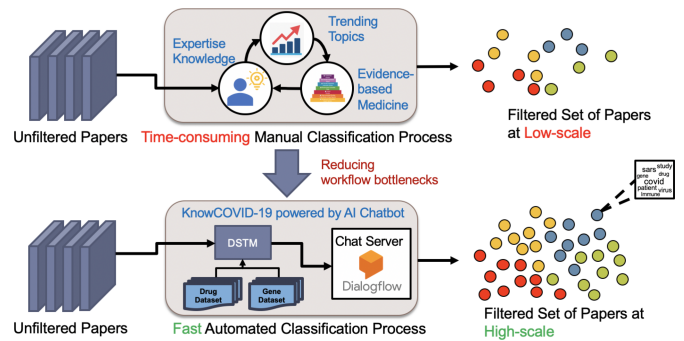 Trending
Topics
Expertise
Knowledge
Evidence-
based
Medicine
Unfiltered Papers
Time-consuming Manual Classification Process
Filtered Set of Papers
at Low-scale
Reducing
workflow bottlenecks
KnowCOVID-19 powered by AI Chatbot
DSTM
Drug
Dataset
Gene
Dataset
Chat Server
Dialogflow
sars study
gene drug
covid
patient virus
immune
Unfiltered Papers
Fast Automated Classification Process
Filtered Set of Papers at
High-scale